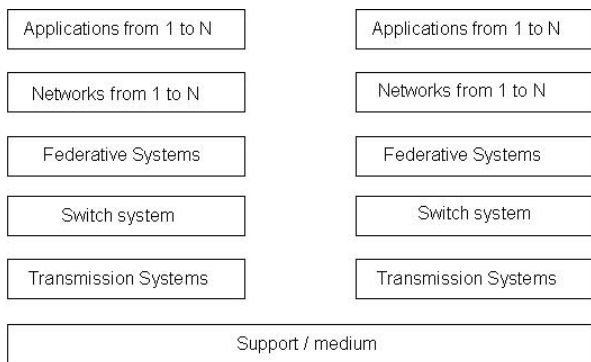 Applications from 1 to N
Applications from 1 to N
Networks from 1 to N
Networks from 1 to N
Federative Systems
Federative Systems
Switch system
Switch system
Transmission Systems
Transmission Systems
Support / medium